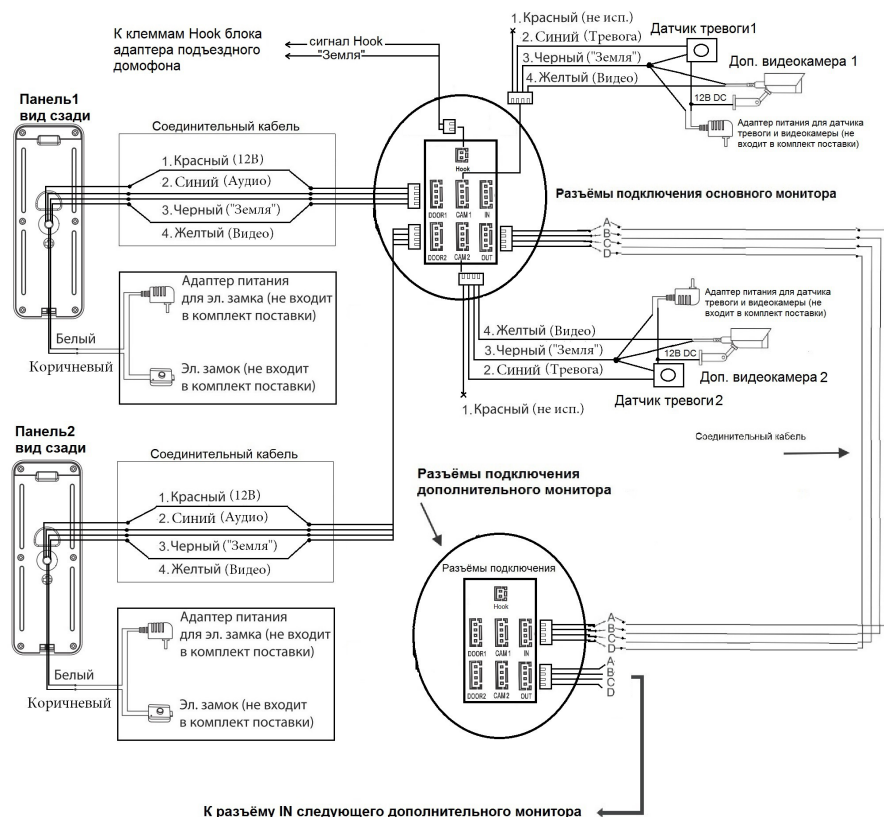 К клеммам Hook блока
адаптера подъездного
домофона
сигнал Hook
"Земля"
1. Красный (не исп.)
2. Синий (Тревога)
3. Черный ("Земля")
4. Желтый (Видео)
Датчик тревоги1
Доп. видеокамера 1
12В DC
Адаптер питания для датчика
тревоги и видеокамеры (не
входит в комплект поставки)
Панель1
вид сзади
Соединительный кабель
1. Красный (12В)
2. Синий (Аудио)
3. Черный ("Земля")
4. Желтый (Видео)
Hook
DOOR1 CAM 1 IN
DOOR2 CAM 2 OUT
Разъёмы подключения основного монитора
A
B
C
D
Адаптер питания
для эл. замка (не входит
в комплект поставки)
Белый
Коричневый
Эл. замок (не входит
в комплект поставки)
4. Желтый (Видео)
3. Черный ("Земля")
2. Синий (Тревога)
1. Красный (не исп.)
Адаптер питания для датчика
тревоги и видеокамеры (не
входит в комплект поставки)
12В DC
Доп. видеокамера 2
Датчик тревоги2
Соединительный кабель
Панель2
вид сзади
Соединительный кабель
1. Красный (12В)
2. Синий (Аудио)
3. Черный ("Земля")
4. Желтый (Видео)
Разъёмы подключения
дополнительного монитора
Разъёмы подключения
Hook
DOOR1 CAM 1 IN
DOOR2 CAM 2 OUT
A
B
C
D
A
B
C
D
Адаптер питания
для эл. замка (не входит
в комплект поставки)
Белый
Коричневый
Эл. замок (не входит
в комплект поставки)
К разъёму IN следующего дополнительного монитора